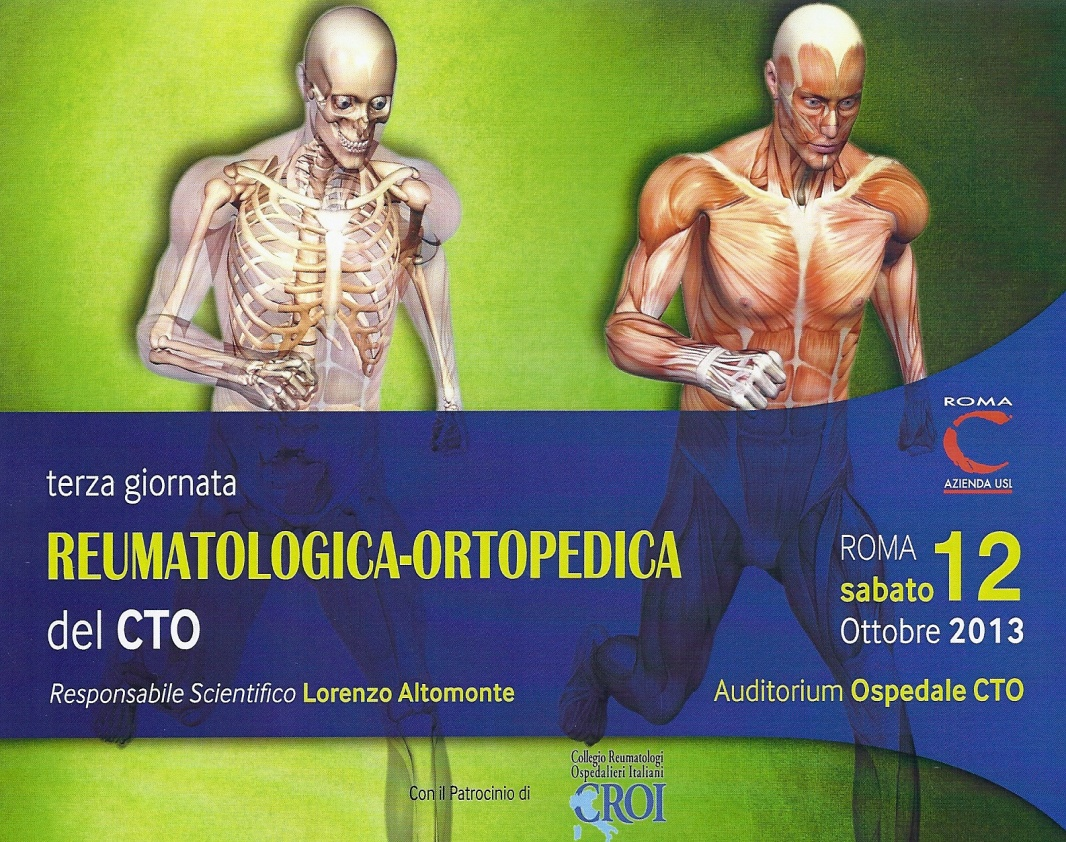 ROMA
AZIENDA USL
terza giornata
REUMATOLOGICA-ORTOPEDICA
del CTO
Responsabile Scientifico Lorenzo Altomonte
ROMA
sabato 12
Ottobre 2013
Auditorium Ospedale CTO
Con il Patrocinio di
Collegio Reumatologi
Ospedalieri Italiani
CROI